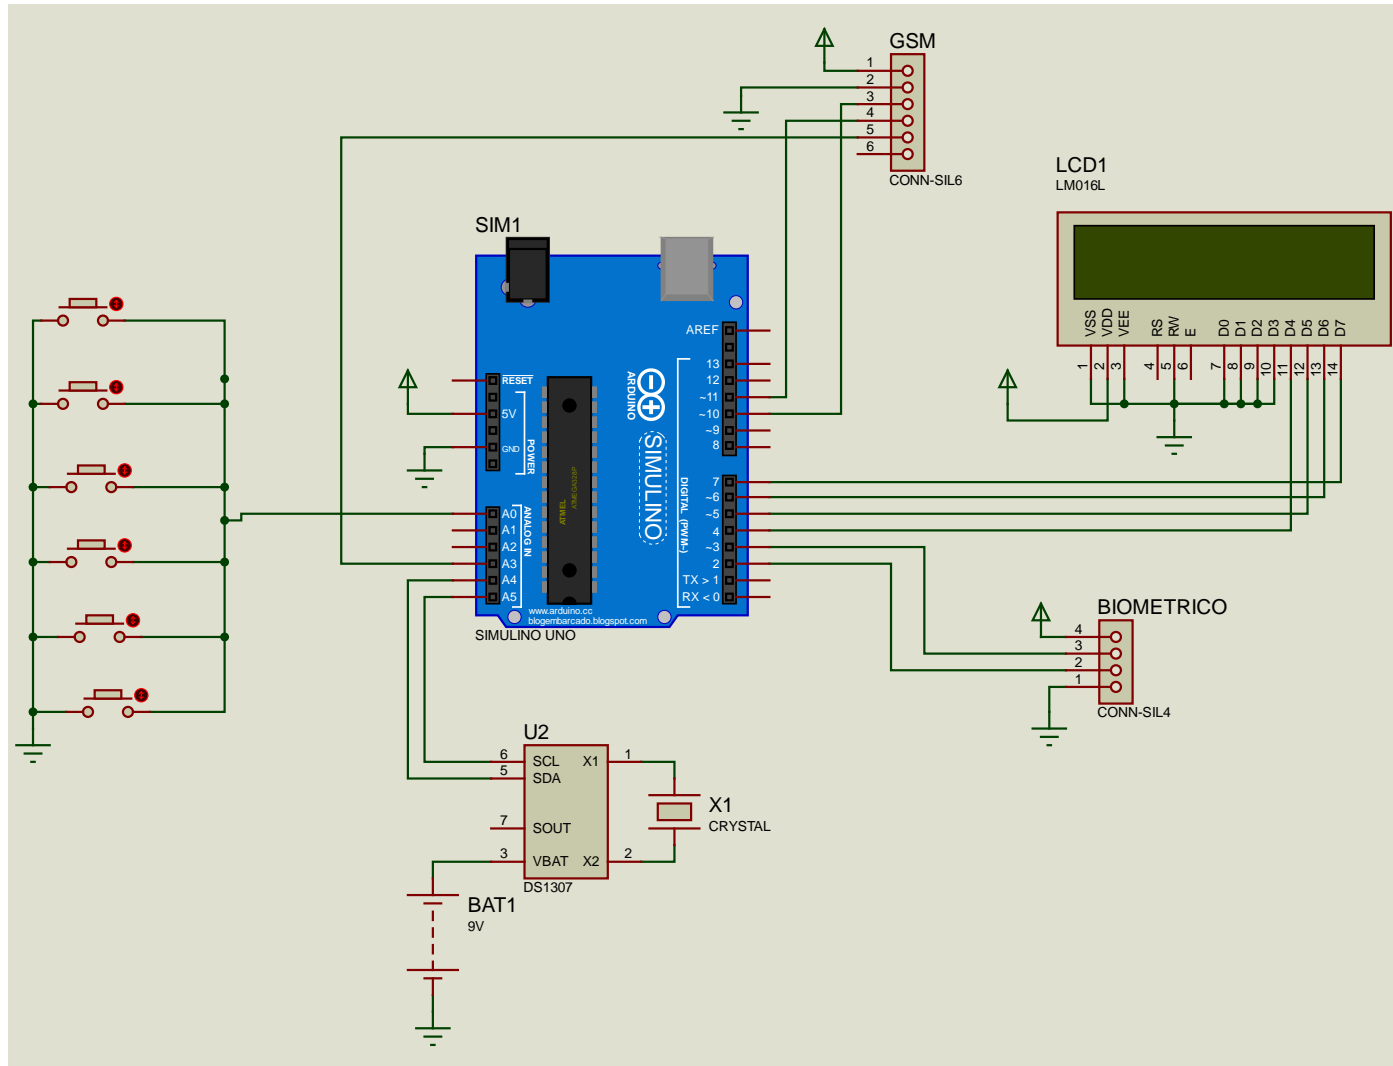 GSM
1
2
3
4
5
6
CONN-SIL6
LCD1
LM016L
VSS VDD VEE RS RW E D0 D1 D2 D3 D4 D5 D6 D7
1 2 3 4 5 6 7 8 9 10 11 12 13 14
SIM1
AREF
13
12
~11
~10
~9
8
RESET
5V
GND
POWER
ARDUINO
SIMULINO
ATMEL
ATMEGA328P
DIGITAL (PWM~)
7
~6
~5
4
~3
2
TX > 1
RX < 0
A0
A1
A2
A3
A4
A5
ANALOG IN
www.arduino.cc
blogembarcado.blogspot.com
SIMULINO UNO
BIOMETRICO
4
3
2
1
CONN-SIL4
U2
6 SCL X1 1
5 SDA
7 SOUT
3 VBAT X2 2
DS1307
X1
CRYSTAL
BAT1
9V